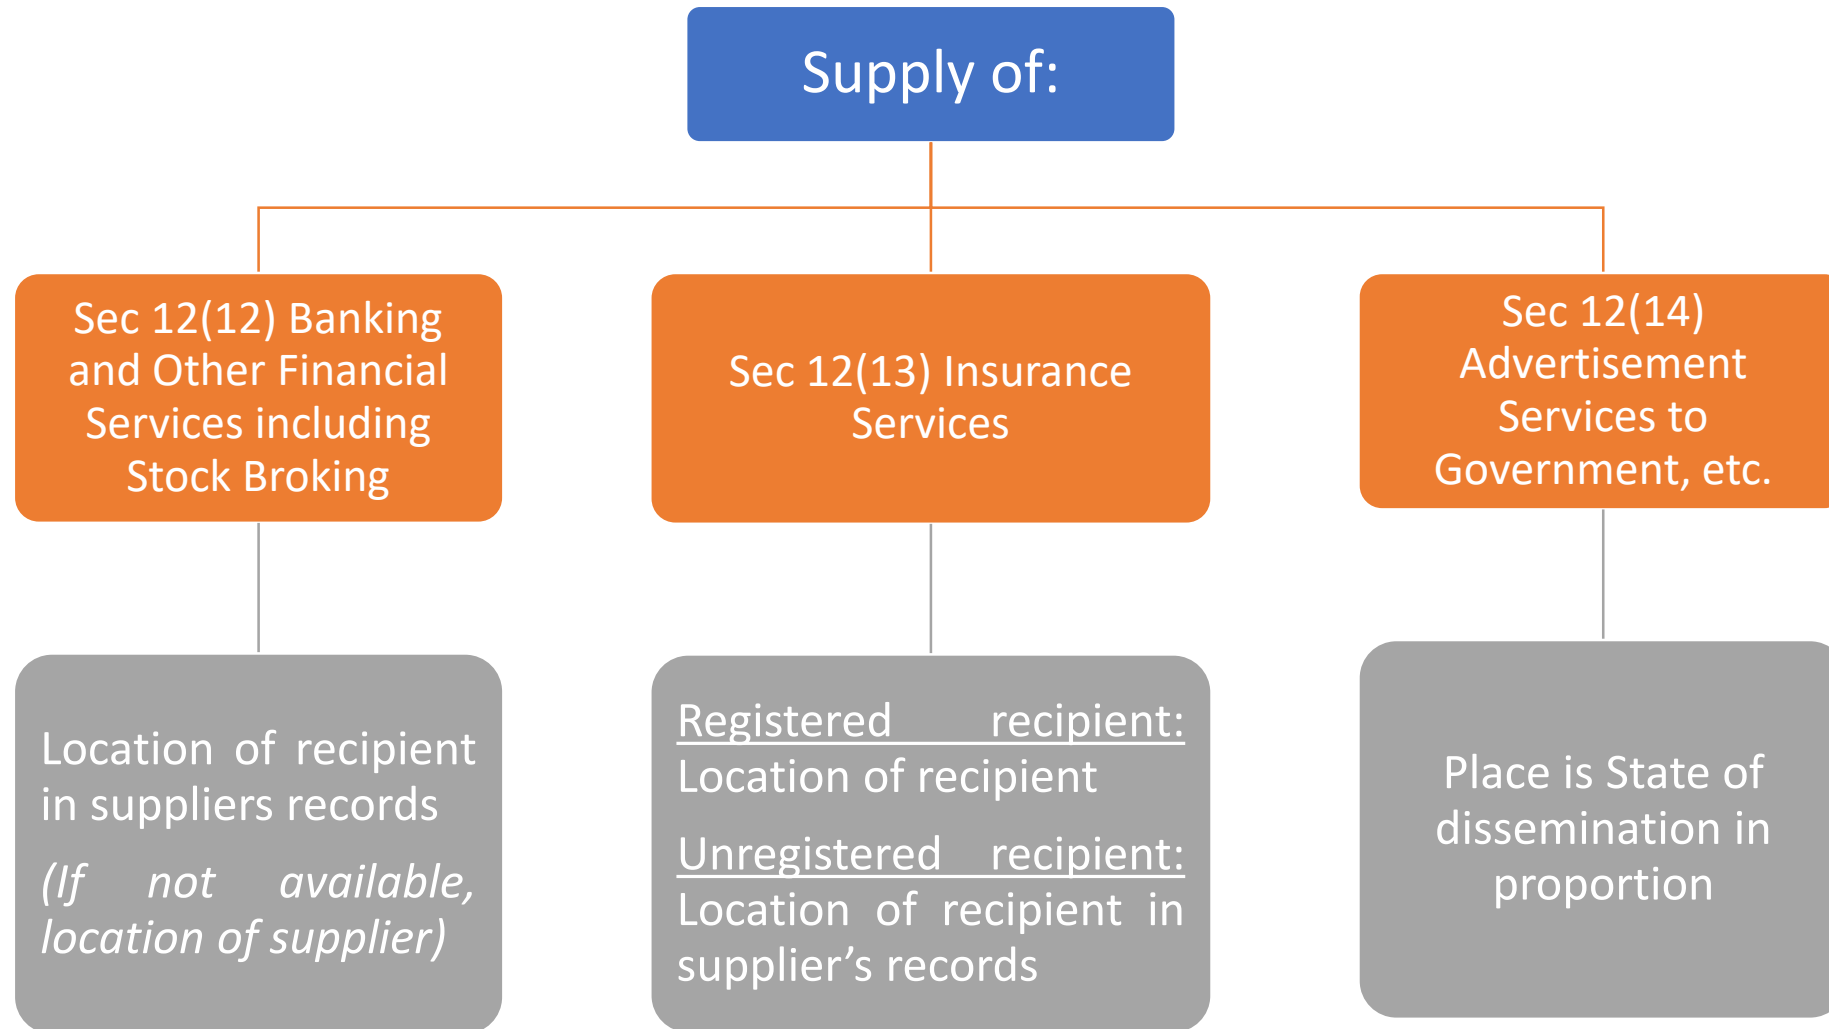 Supply of:
Sec 12(12) Banking
and Other Financial
Services including
Stock Broking
Sec 12(13) Insurance
Services
Sec 12(14)
Advertisement
Services to
Government, etc.
Location of recipient
in suppliers records
(If not available,
location of supplier)
Registered recipient:
Location of recipient
Unregistered recipient:
Location of recipient in
supplier’s records
Place is State of
dissemination in
proportion